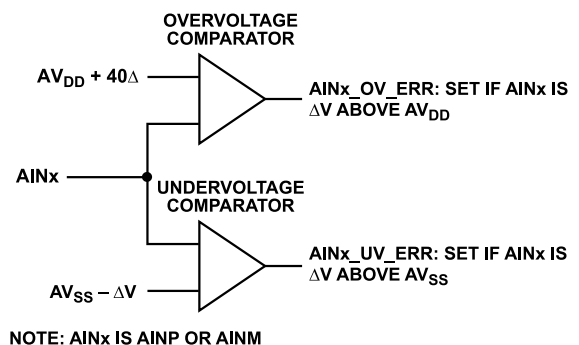 OVERVOLTAGE
COMPARATOR
AVDD + 40Δ
AINx_OV_ERR: SET IF AINx IS
ΔV ABOVE AVDD
AINx
UNDERVOLTAGE
COMPARATOR
AINx_UV_ERR: SET IF AINx IS
ΔV ABOVE AVSS
AVSS – ΔV
NOTE: AINx IS AINP OR AINM